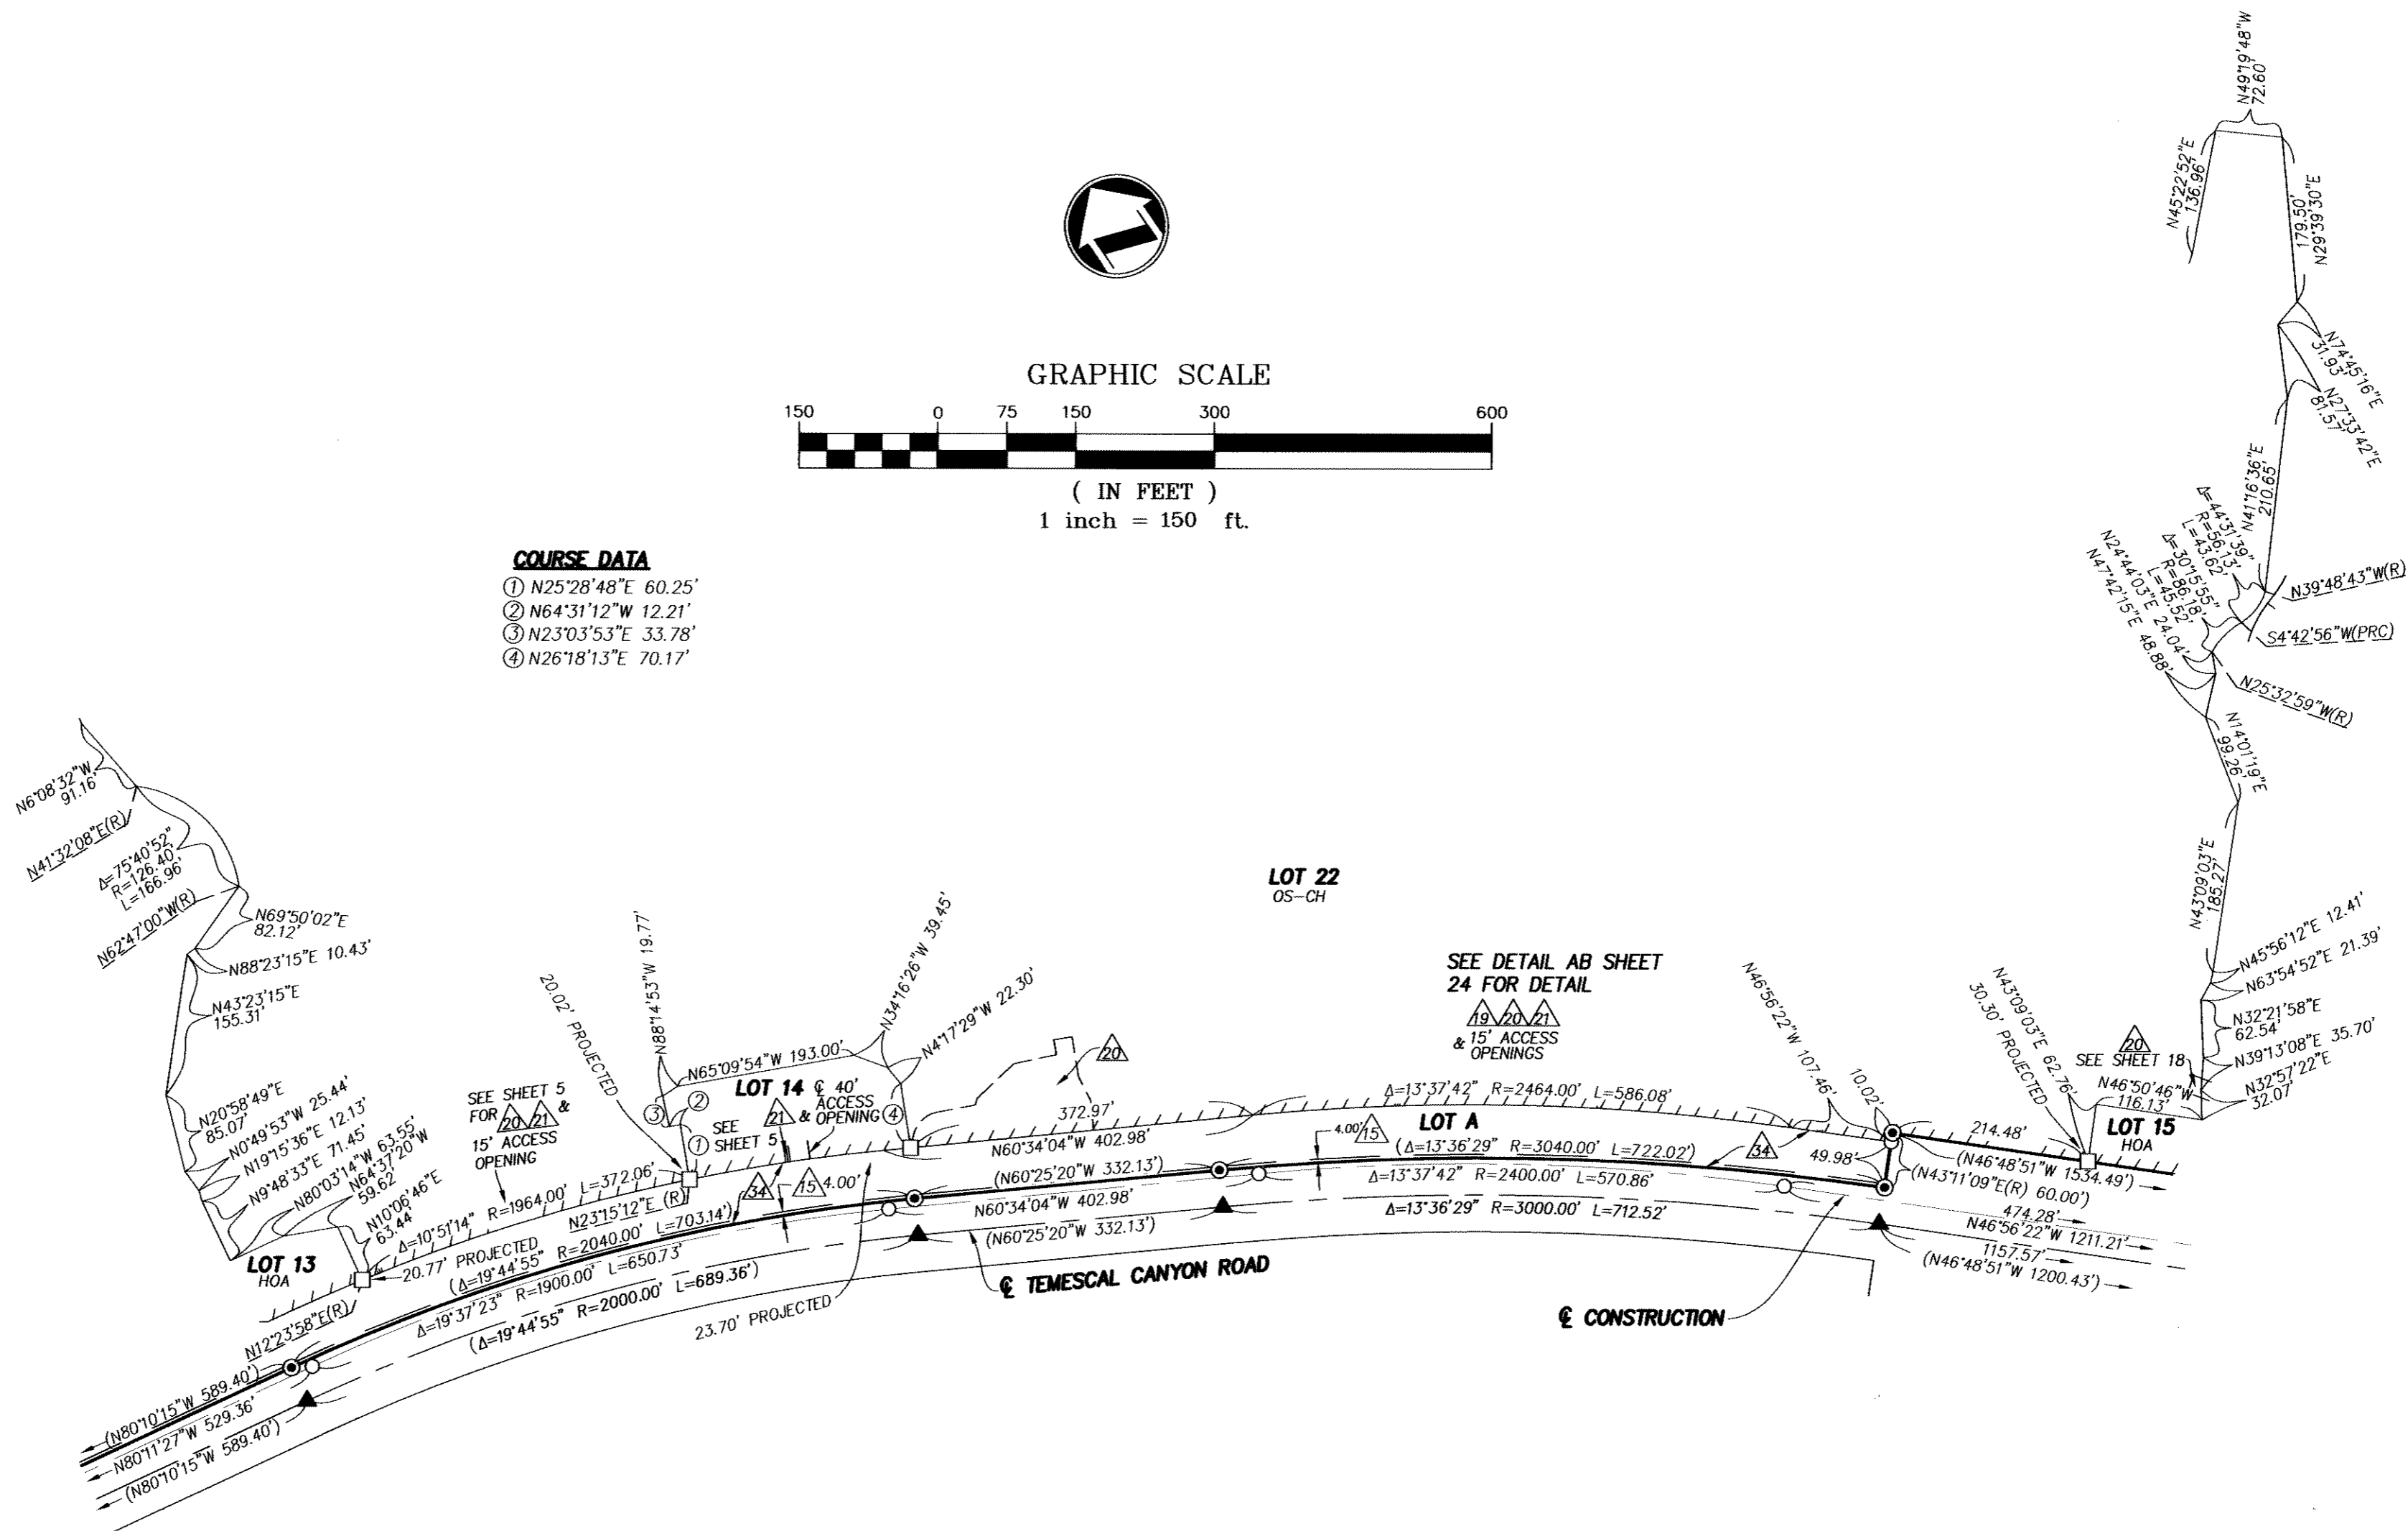 N49°19'48"W
72.60'
N45°22'52"E
136.96'
179.50'
N29°39'30"E
GRAPHIC SCALE
150 0 75 150 300 600
( IN FEET )
1 inch = 150 ft.
N74°45'16"E
31.93'
N27°33'42"E
81.57'
N41°16'36"E
210.65'
Δ=44°31'39"
R=56.13'
L=43.62'
Δ=30°15'55"
R=86.18'
L=45.52'
N24°44'03"E 24.04'
N47°42'15"E 48.88'
N39°48'43"W(R)
S4°42'56"W(PRC)
N25°32'59"W(R)
N14°01'19"E
99.26'
N43°09'03"E
185.27'
COURSE DATA
① N25°28'48"E 60.25'
② N64°31'12"W 12.21'
③ N23°03'53"E 33.78'
④ N26°18'13"E 70.17'
N6°08'32"W
91.16'
N41°32'08"E(R)
Δ=75°40'52"
R=126.40'
L=166.96'
N62°47'00"W(R)
N69°50'02"E
82.12'
N88°23'15"E 10.43'
N43°23'15"E
155.31'
N20°58'49"E
85.07'
N0°49'53"W 25.44'
N19°15'36"E 12.13'
N9°48'33"E 71.45'
N80°03'14"W 63.55'
N64°37'20"W
59.62'
N10°06'46"E
63.44'
LOT 13
HOA
N12°23'58"E(R)
SEE SHEET 5
FOR 20 21 &
15' ACCESS
OPENING
20.02' PROJECTED
N88°14'53"W 19.77'
N65°09'54"W 193.00'
N34°16'26"W 39.45'
N4°17'29"W 22.30'
LOT 14
℄ 40'
ACCESS
OPENING
③
②
①
④
SEE 21 &
SHEET 5
20
LOT 22
OS-CH
SEE DETAIL AB SHEET
24 FOR DETAIL
19 20 21
& 15' ACCESS
OPENINGS
N46°56'22"W 107.46'
10.02'
N43°09'03"E 62.76'
30.30' PROJECTED
N45°56'12"E 12.41'
N63°54'52"E 21.39'
N32°21'58"E
62.54'
N39°13'08"E 35.70'
N32°57'22"E
32.07'
20
SEE SHEET 18
N46°50'46"W
116.13'
LOT 15
HOA
214.48'
(N46°48'51"W 1534.49')
(N43°11'09"E(R) 60.00')
49.98'
474.28'
N46°56'22"W 1211.21'
1157.57'
(N46°48'51"W 1200.43')
Δ=13°37'42" R=2464.00' L=586.08'
LOT A
4.00' 15
(Δ=13°36'29" R=3040.00' L=722.02')
34
Δ=13°37'42" R=2400.00' L=570.86'
Δ=13°36'29" R=3000.00' L=712.52'
372.97'
N60°34'04"W 402.98'
(N60°25'20"W 332.13')
N60°34'04"W 402.98'
(N60°25'20"W 332.13')
Δ=10°51'14" R=1964.00' L=372.06'
N23°15'12"E (R)
34
15 4.00'
20.77' PROJECTED
(Δ=19°44'55" R=2040.00' L=703.14')
Δ=19°37'23" R=1900.00' L=650.73'
(Δ=19°44'55" R=2000.00' L=689.36')
23.70' PROJECTED
℄ TEMESCAL CANYON ROAD
℄ CONSTRUCTION
(N80°10'15"W 589.40')
N80°11'27"W 529.36'
(N80°10'15"W 589.40')